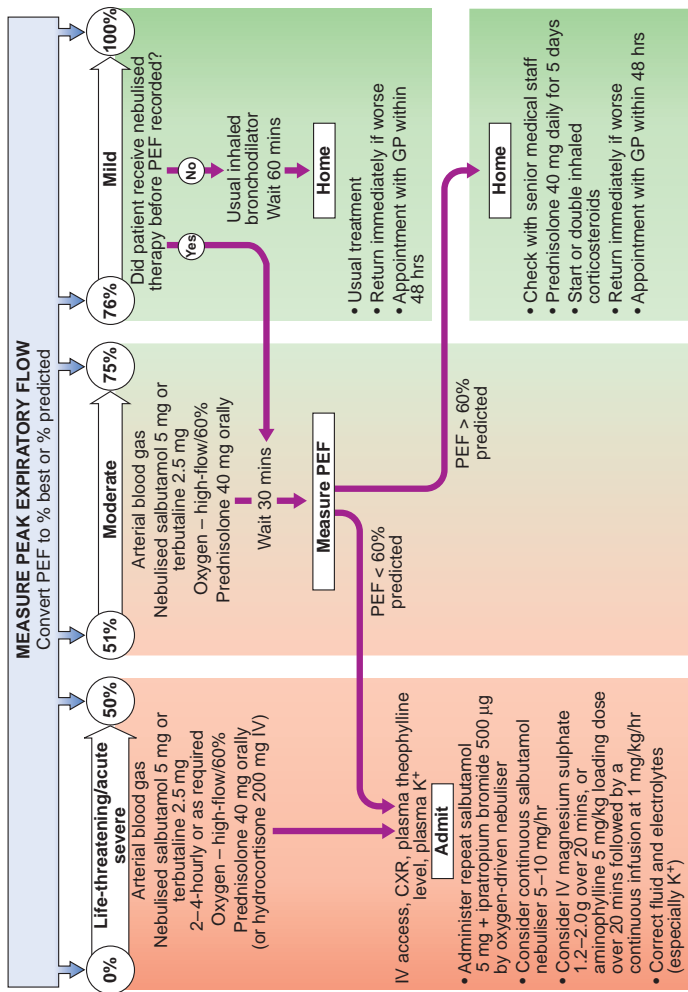 MEASURE PEAK EXPIRATORY FLOW
Convert PEF to % best or % predicted
0%
Life-threatening/acute
severe
50%
Arterial blood gas
Nebulised salbutamol 5 mg or
terbutaline 2.5 mg
2–4-hourly or as required
Oxygen – high-flow/60%
Prednisolone 40 mg orally
(or hydrocortisone 200 mg IV)
IV access, CXR, plasma theophylline
level, plasma K⁺
Admit
• Administer repeat salbutamol
5 mg + ipratropium bromide 500 µg
by oxygen-driven nebuliser
• Consider continuous salbutamol
nebuliser 5–10 mg/hr
• Consider IV magnesium sulphate
1.2–2.0 g over 20 mins, or
aminophylline 5 mg/kg loading dose
over 20 mins followed by a
continuous infusion at 1 mg/kg/hr
• Correct fluid and electrolytes
(especially K⁺)
51%
Moderate
75%
Arterial blood gas
Nebulised salbutamol 5 mg or
terbutaline 2.5 mg
Oxygen – high-flow/60%
Prednisolone 40 mg orally
Wait 30 mins
Measure PEF
PEF < 60%
predicted
PEF > 60%
predicted
76%
Mild
100%
Did patient receive nebulised
therapy before PEF recorded?
Yes
No
Usual inhaled
bronchodilator
Wait 60 mins
Home
• Usual treatment
• Return immediately if worse
• Appointment with GP within
48 hrs
Home
• Check with senior medical staff
• Prednisolone 40 mg daily for 5 days
• Start or double inhaled
corticosteroids
• Return immediately if worse
• Appointment with GP within 48 hrs